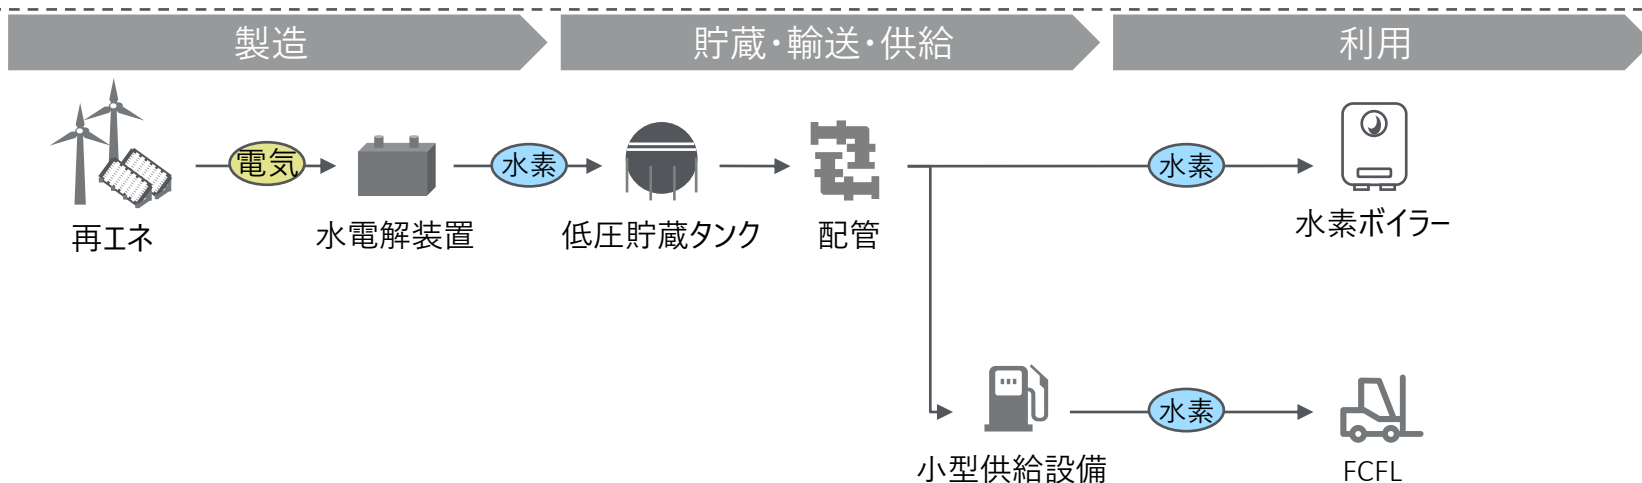 製造
貯蔵・輸送・供給
利用
電気
水素
水素
再エネ
水電解装置
低圧貯蔵タンク
配管
水素ボイラー
水素
小型供給設備
FCFL